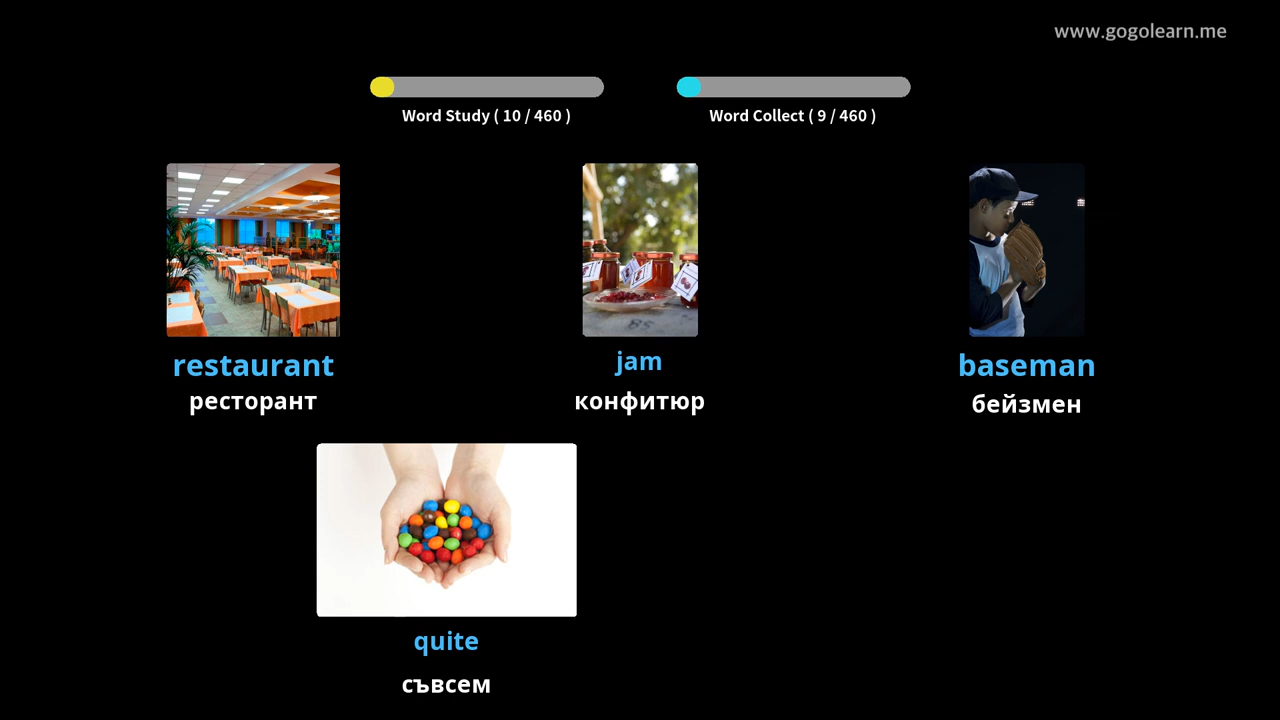 www.gogolearn.me
Word Study ( 10 / 460 )
Word Collect ( 9 / 460 )
restaurant
ресторант
jam
конфитюр
baseman
бейзмен
quite
съвсем